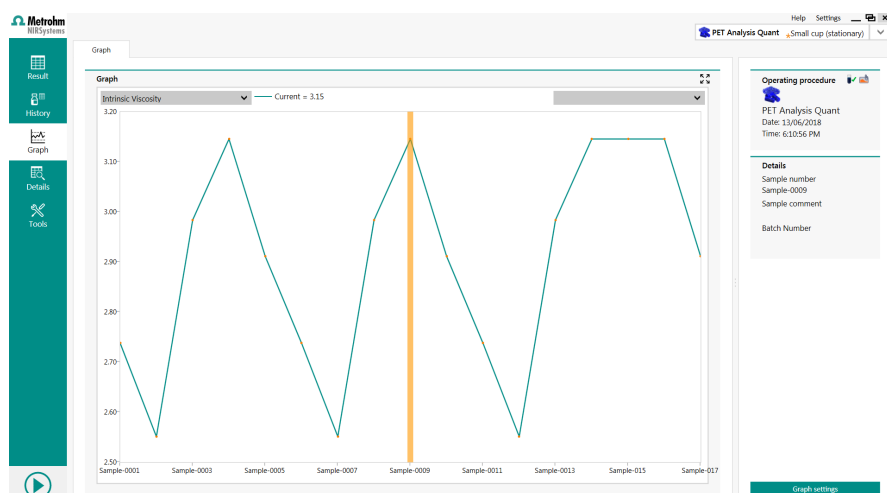 Metrohm
NIRSystems
Help Settings
PET Analysis Quant Small cup (stationary)
Result
History
Graph
Details
Tools
Graph
Graph
Intrinsic Viscosity
Current = 3.15
3.20
3.10
3.00
2.90
2.80
2.70
2.60
2.50
Sample-0001 Sample-0003 Sample-0005 Sample-0007 Sample-0009 Sample-0011 Sample-0013 Sample-015 Sample-017
Operating procedure
PET Analysis Quant
Date: 13/06/2018
Time: 6:10:56 PM
Details
Sample number
Sample-0009
Sample comment
Batch Number
Graph settings